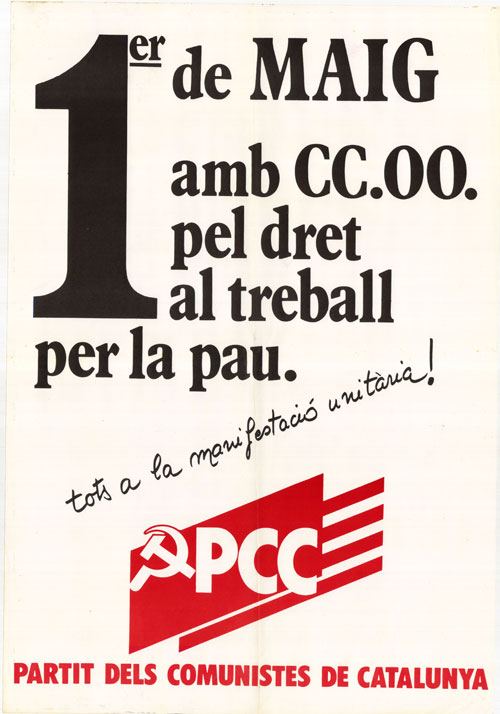 1er de MAIG
amb CC.OO.
pel dret
al treball
per la pau.
tots a la manifestació unitària!
PCC
PARTIT DELS COMUNISTES DE CATALUNYA